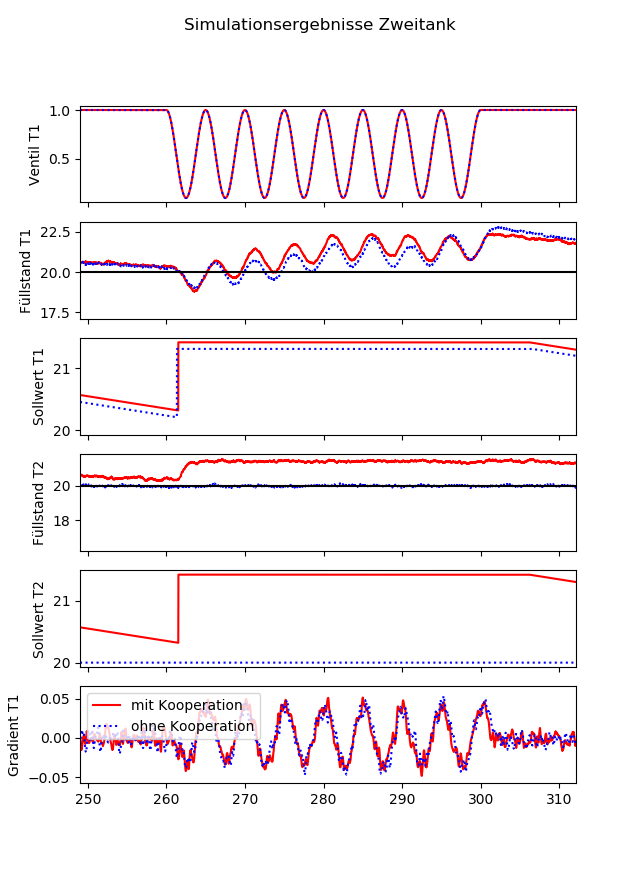 Simulationsergebnisse Zweitank
Ventil T1
1.0
0.5
Füllstand T1
22.5
20.0
17.5
Sollwert T1
21
20
Füllstand T2
20
18
Sollwert T2
21
20
Gradient T1
0.05
0.00
−0.05
mit Kooperation
ohne Kooperation
250 260 270 280 290 300 310